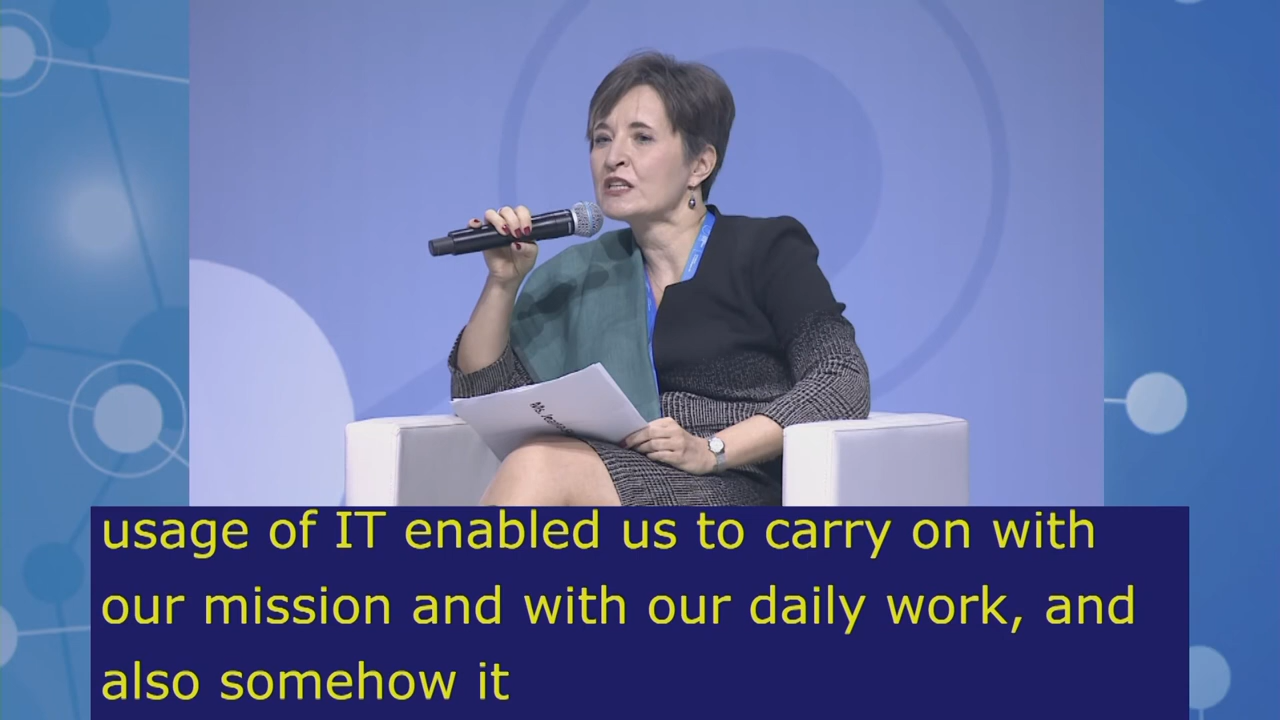 Ms.
usage of IT enabled us to carry on with
our mission and with our daily work, and
also somehow it